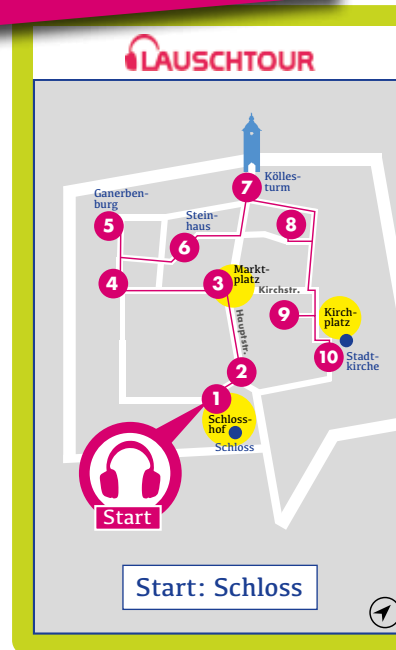 LAUSCHTOUR
7
Kölles-
turm
Ganerben-
burg
5
Stein-
haus
6
8
4
3
Markt-
platz
Kirchstr.
Hauptstr.
9
Kirch-
platz
10
Stadt-
kirche
2
1
Schloss-
hof
Schloss
Start
Start: Schloss